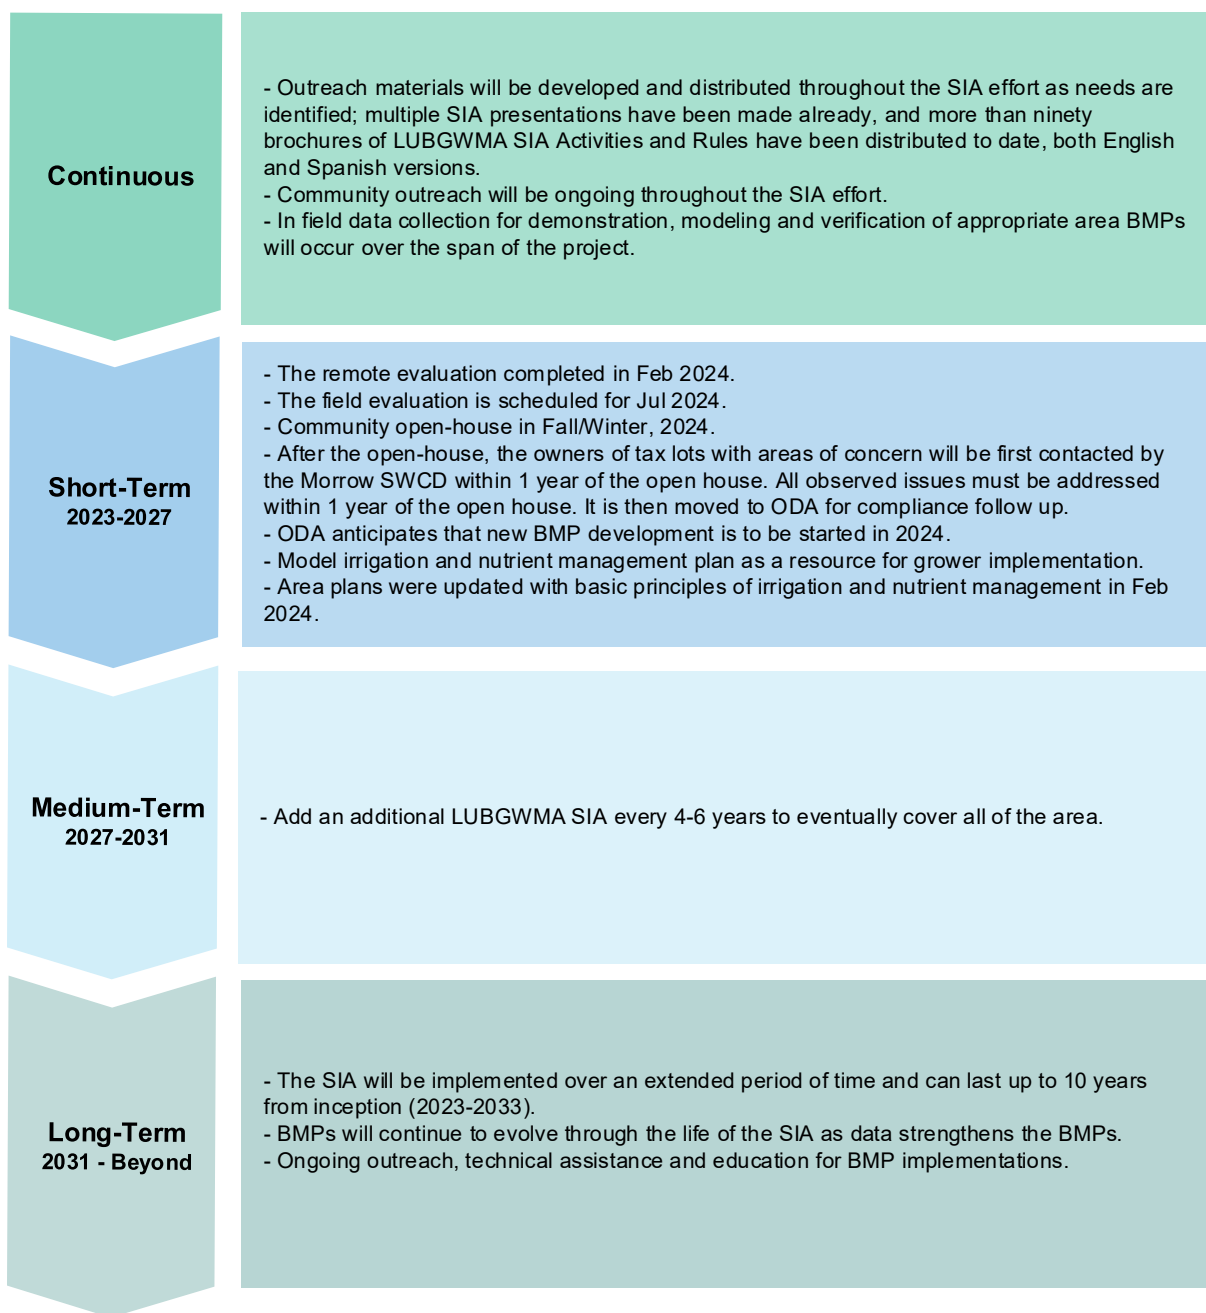 Continuous
- Outreach materials will be developed and distributed throughout the SIA effort as needs are
identified; multiple SIA presentations have been made already, and more than ninety
brochures of LUBGWMA SIA Activities and Rules have been distributed to date, both English
and Spanish versions.
- Community outreach will be ongoing throughout the SIA effort.
- In field data collection for demonstration, modeling and verification of appropriate area BMPs
will occur over the span of the project.
Short-Term
2023-2027
- The remote evaluation completed in Feb 2024.
- The field evaluation is scheduled for Jul 2024.
- Community open-house in Fall/Winter, 2024.
- After the open-house, the owners of tax lots with areas of concern will be first contacted by
the Morrow SWCD within 1 year of the open house. All observed issues must be addressed
within 1 year of the open house. It is then moved to ODA for compliance follow up.
- ODA anticipates that new BMP development is to be started in 2024.
- Model irrigation and nutrient management plan as a resource for grower implementation.
- Area plans were updated with basic principles of irrigation and nutrient management in Feb
2024.
Medium-Term
2027-2031
- Add an additional LUBGWMA SIA every 4-6 years to eventually cover all of the area.
Long-Term
2031 - Beyond
- The SIA will be implemented over an extended period of time and can last up to 10 years
from inception (2023-2033).
- BMPs will continue to evolve through the life of the SIA as data strengthens the BMPs.
- Ongoing outreach, technical assistance and education for BMP implementations.